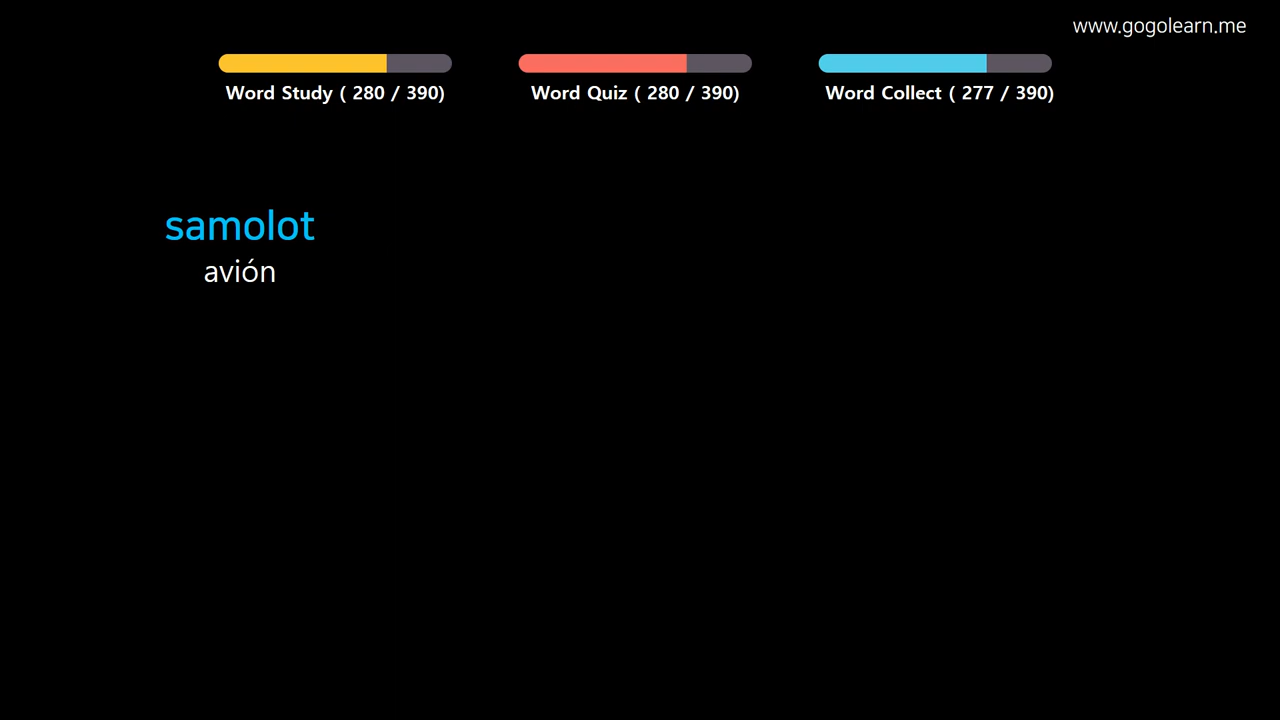 www.gogolearn.me
Word Study ( 280 / 390)
Word Quiz ( 280 / 390)
Word Collect ( 277 / 390)
samolot
avión